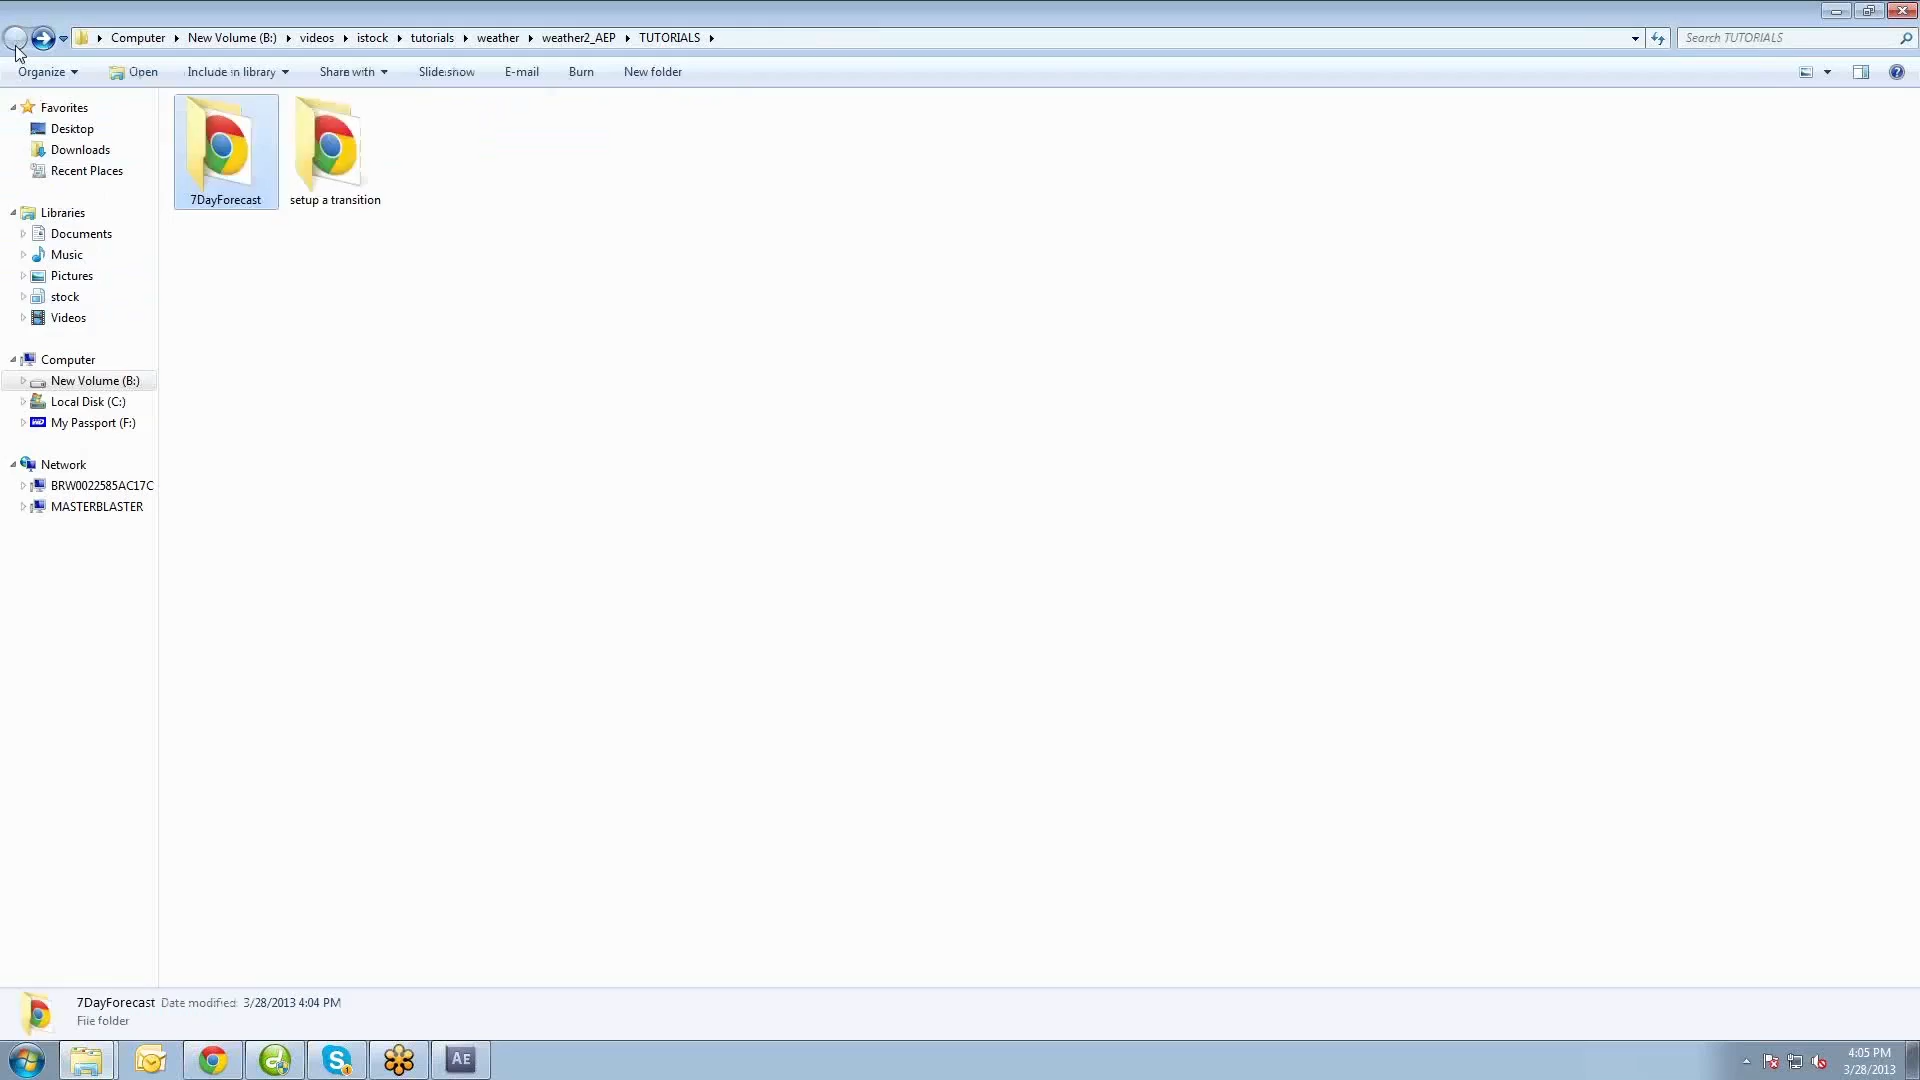 Computer New Volume (B:) videos istock tutorials weather weather2_AEP TUTORIALS Search TUTORIALS
Organize Open Include in library Share with Slide show E-mail Burn New folder
Favorites
Desktop
Downloads
Recent Places
Libraries
Documents
Music
Pictures
stock
Videos
Computer
New Volume (B:)
Local Disk (C:)
My Passport (F:)
Network
BRW0022585AC17C
MASTERBLASTER
7DayForecast setup a transition
7DayForecast Date modified: 3/28/2013 4:04 PM
File folder
AE
4:05 PM
3/28/2013